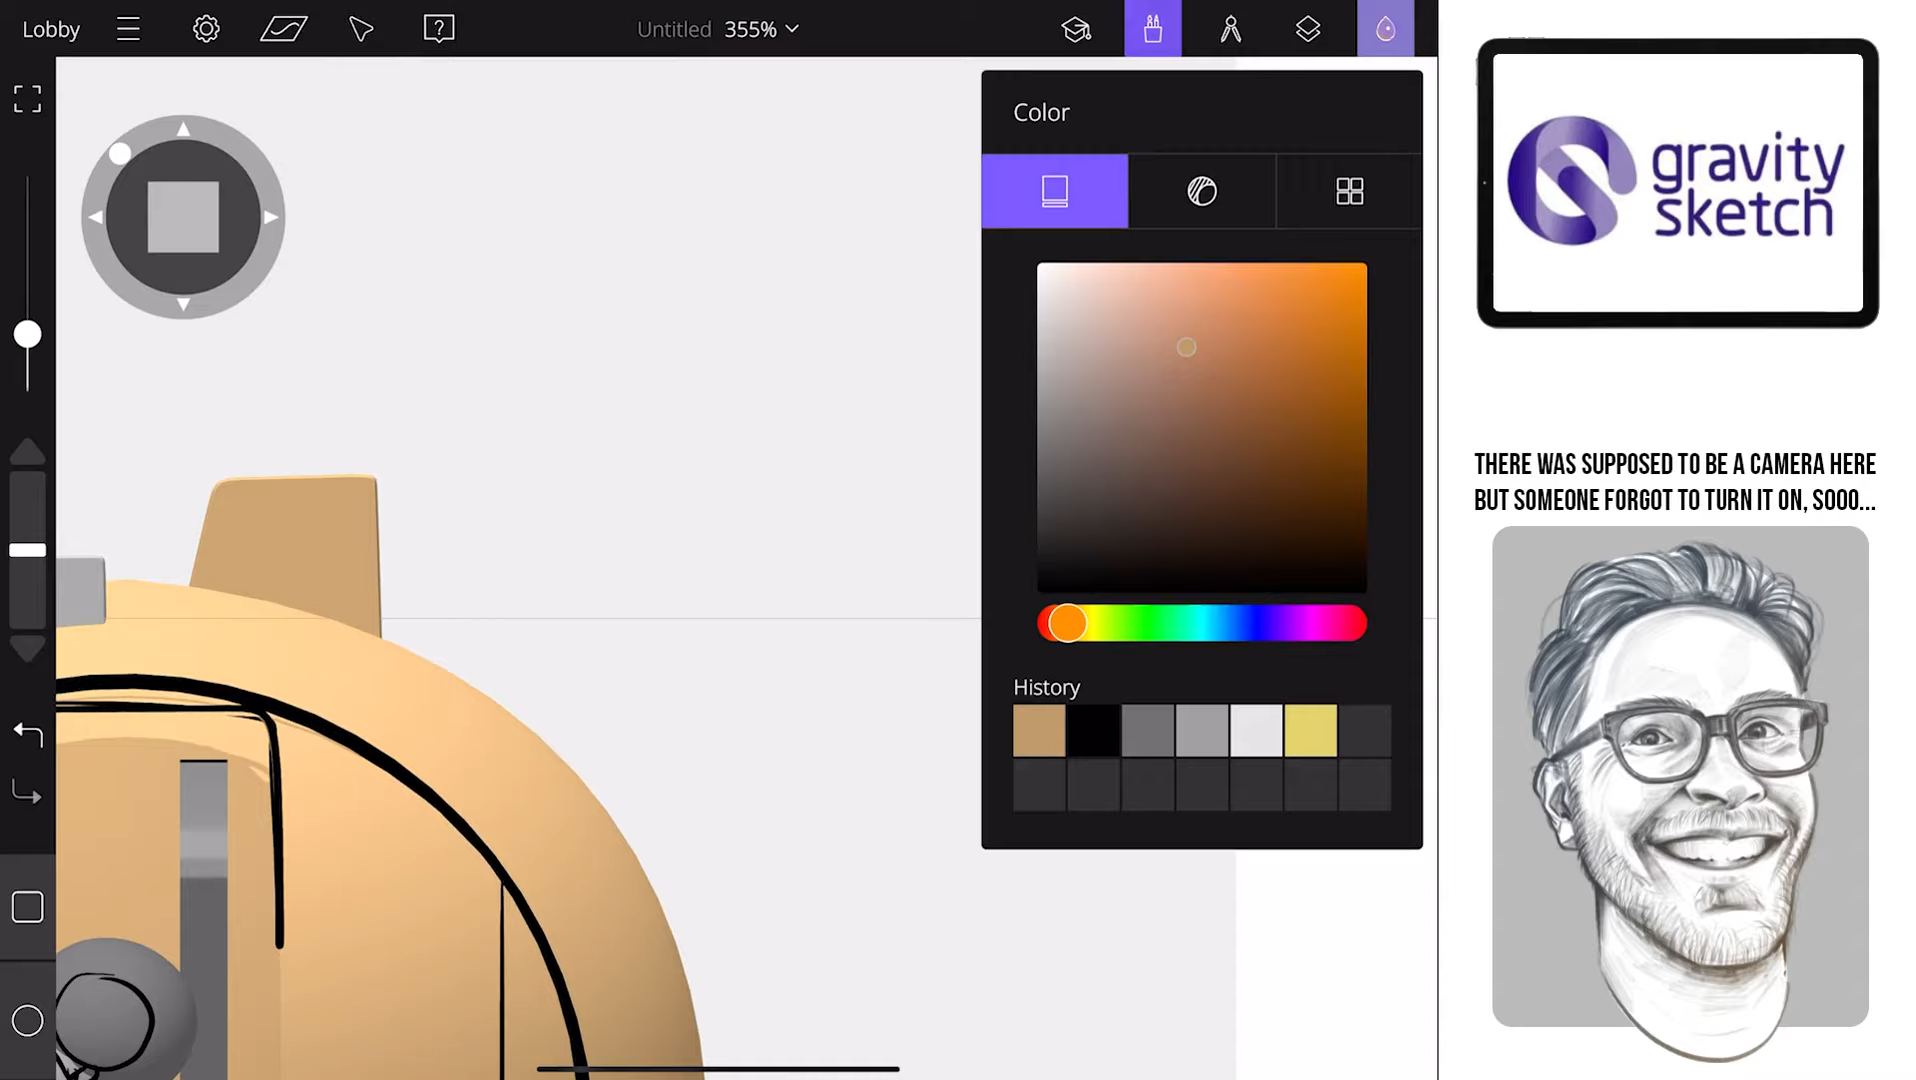 Lobby
Untitled 355%
?
Color
History
gravity
sketch
THERE WAS SUPPOSED TO BE A CAMERA HERE
BUT SOMEONE FORGOT TO TURN IT ON, SOOO...